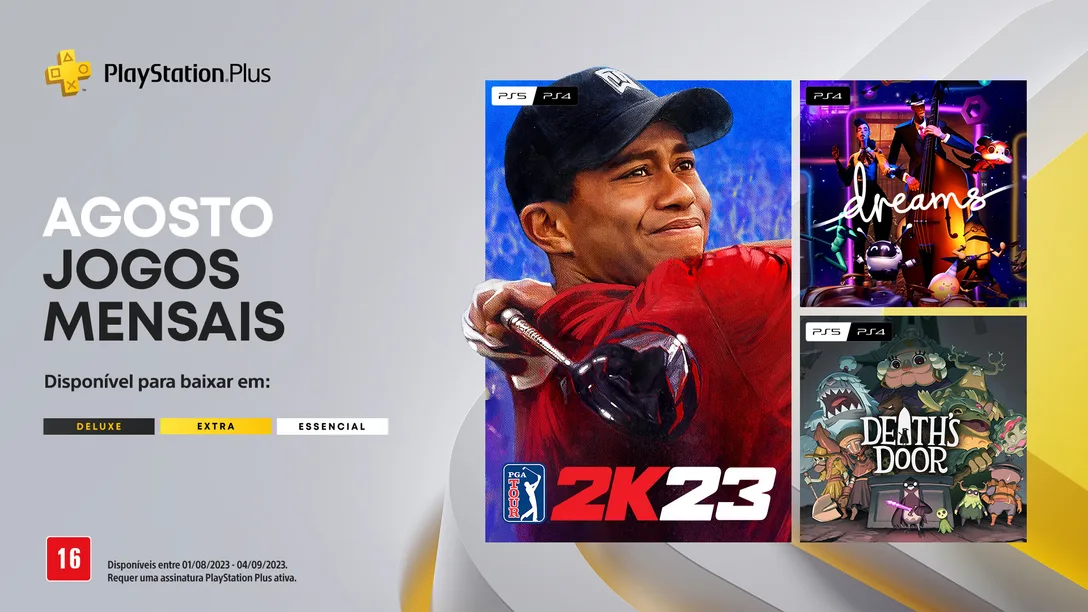 PlayStation.Plus
AGOSTO
JOGOS
MENSAIS
Disponível para baixar em:
DELUXE
EXTRA
ESSENCIAL
16
Disponíveis entre 01/08/2023 - 04/09/2023.
Requer uma assinatura PlayStation Plus ativa.
PS5 PS4
PGA
TOUR
2K23
PS4
dreams™
PS5 PS4
DEATH'S
DOOR